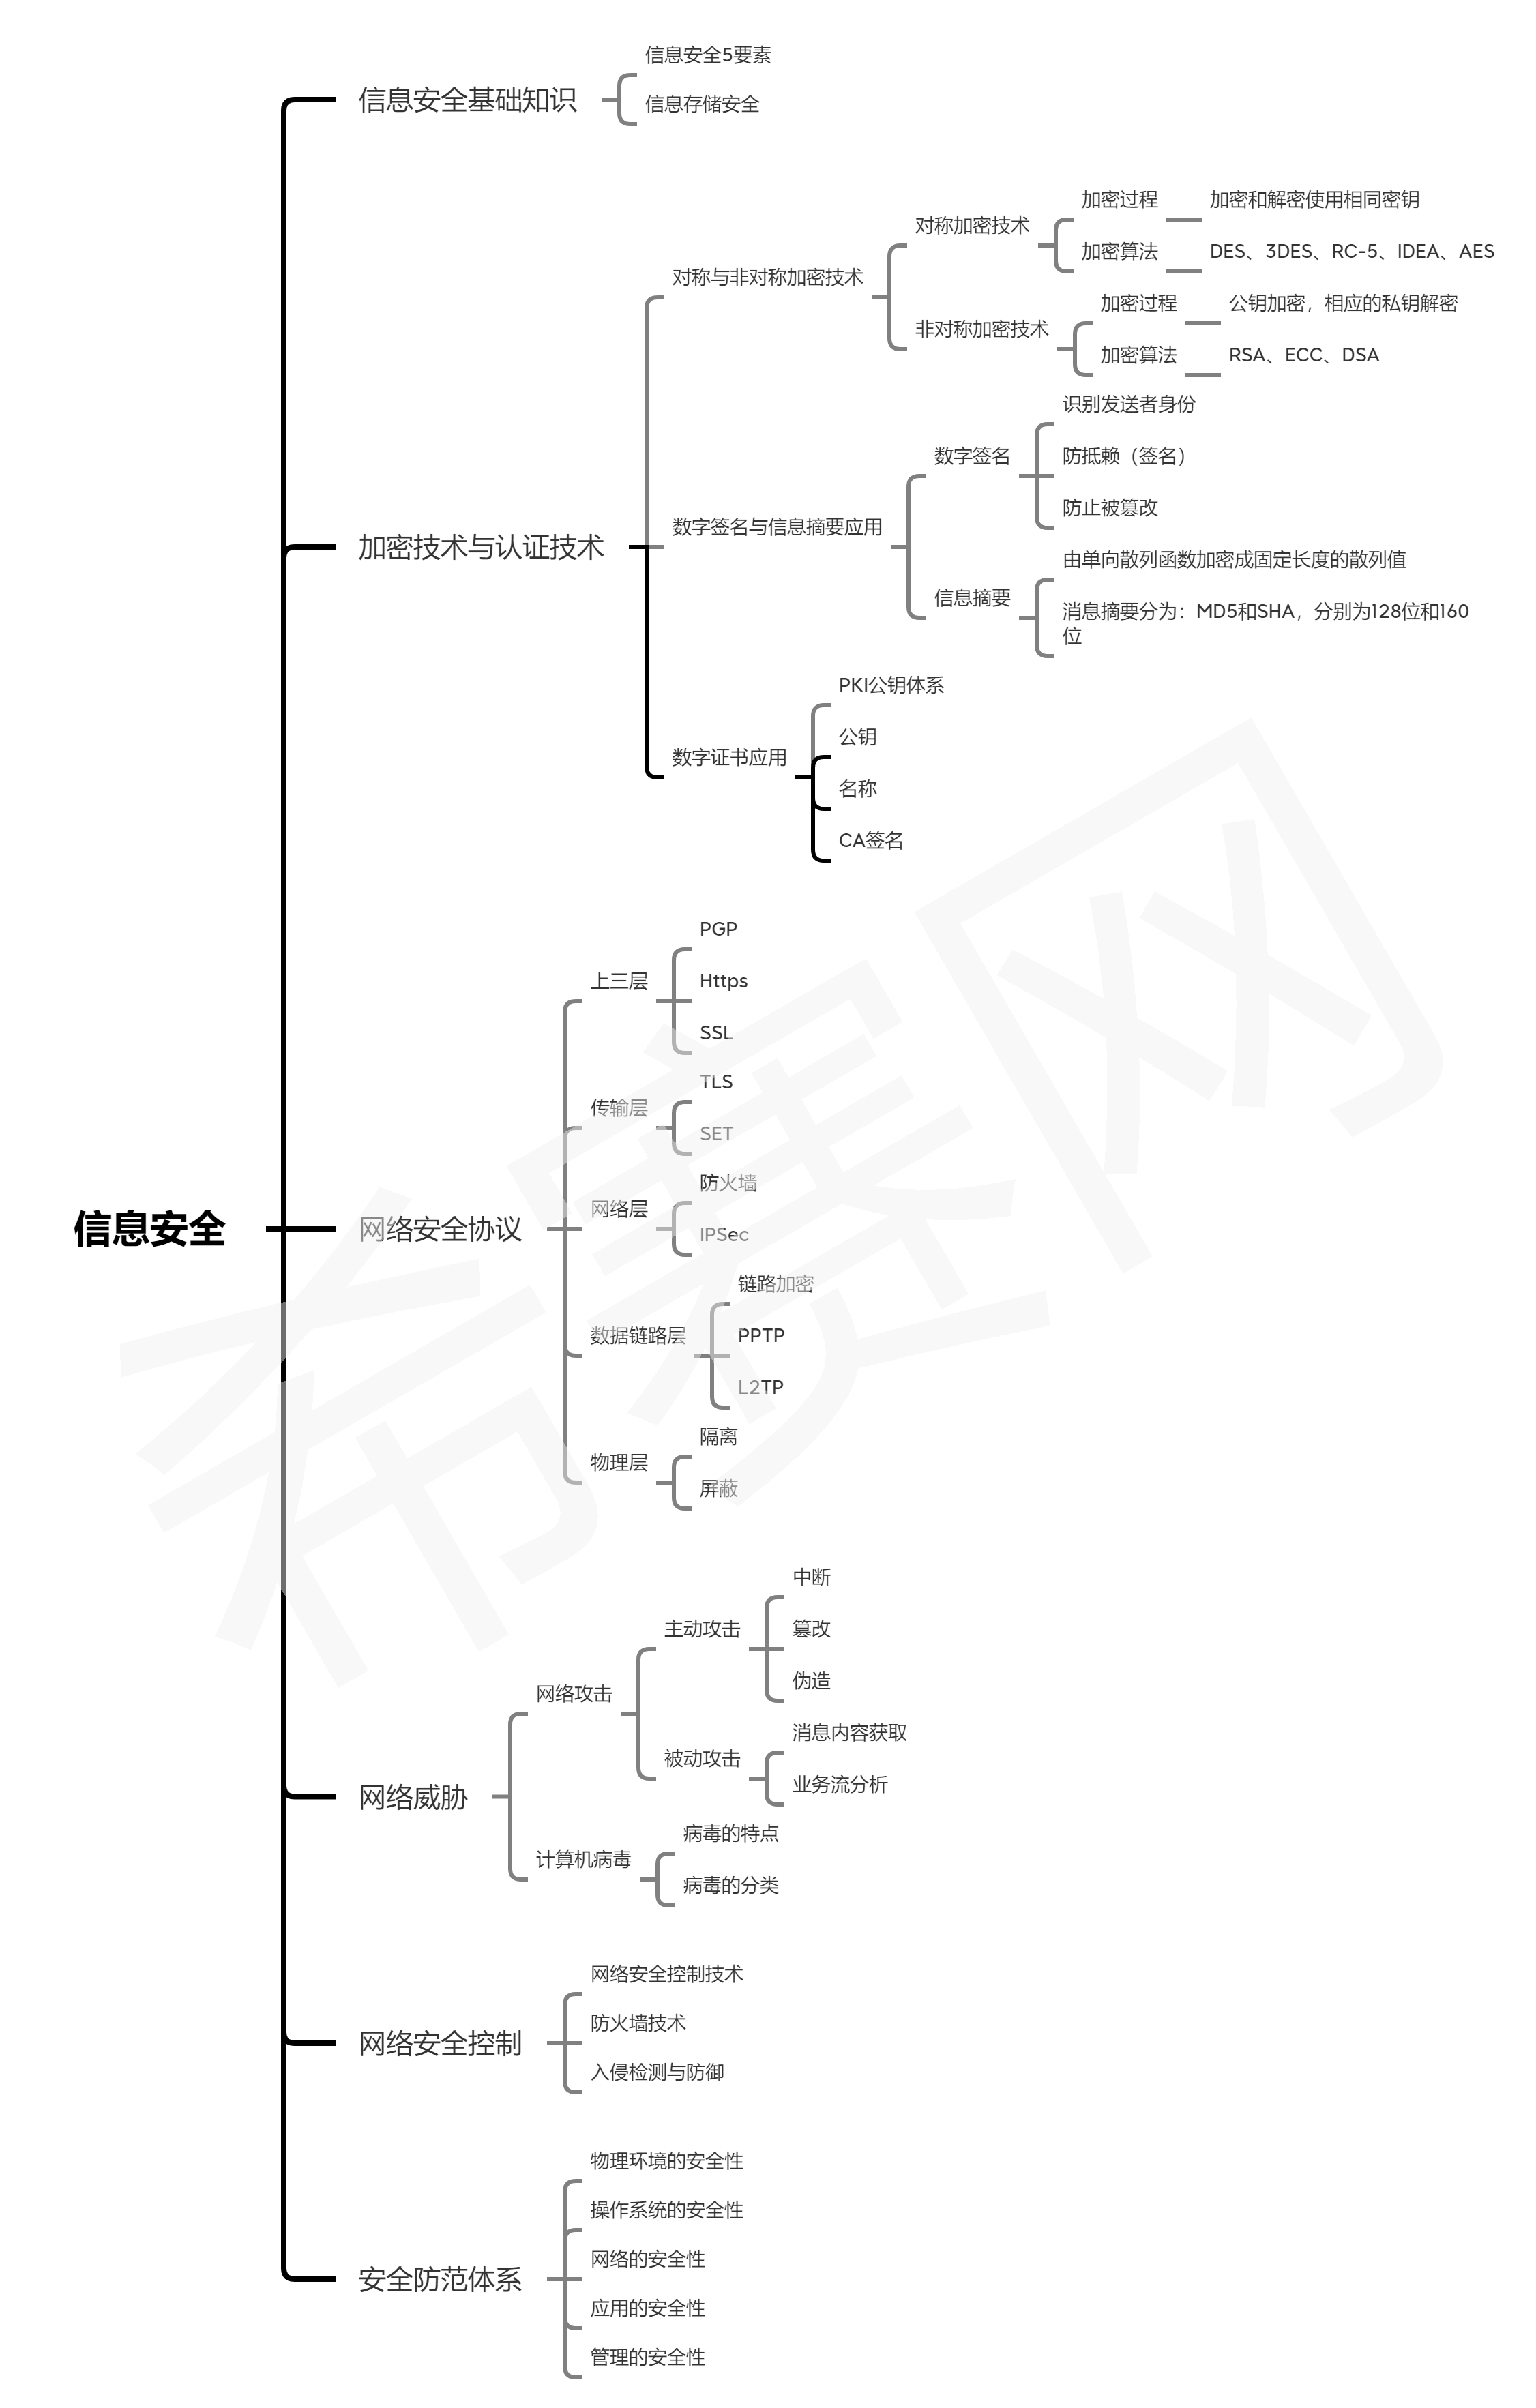 信息安全
信息安全基础知识
信息安全5要素
信息存储安全
加密技术与认证技术
对称与非对称加密技术
对称加密技术
加密过程
加密和解密使用相同密钥
加密算法
DES、3DES、RC-5、IDEA、AES
非对称加密技术
加密过程
公钥加密，相应的私钥解密
加密算法
RSA、ECC、DSA
数字签名与信息摘要应用
数字签名
识别发送者身份
防抵赖（签名）
防止被篡改
信息摘要
由单向散列函数加密成固定长度的散列值
消息摘要分为：MD5和SHA，分别为128位和160
位
数字证书应用
PKI公钥体系
公钥
名称
CA签名
网络安全协议
上三层
PGP
Https
SSL
传输层
TLS
SET
网络层
防火墙
IPSec
数据链路层
链路加密
PPTP
L2TP
物理层
隔离
屏蔽
网络威胁
网络攻击
主动攻击
中断
篡改
伪造
被动攻击
消息内容获取
业务流分析
计算机病毒
病毒的特点
病毒的分类
网络安全控制
网络安全控制技术
防火墙技术
入侵检测与防御
安全防范体系
物理环境的安全性
操作系统的安全性
网络的安全性
应用的安全性
管理的安全性
希赛网